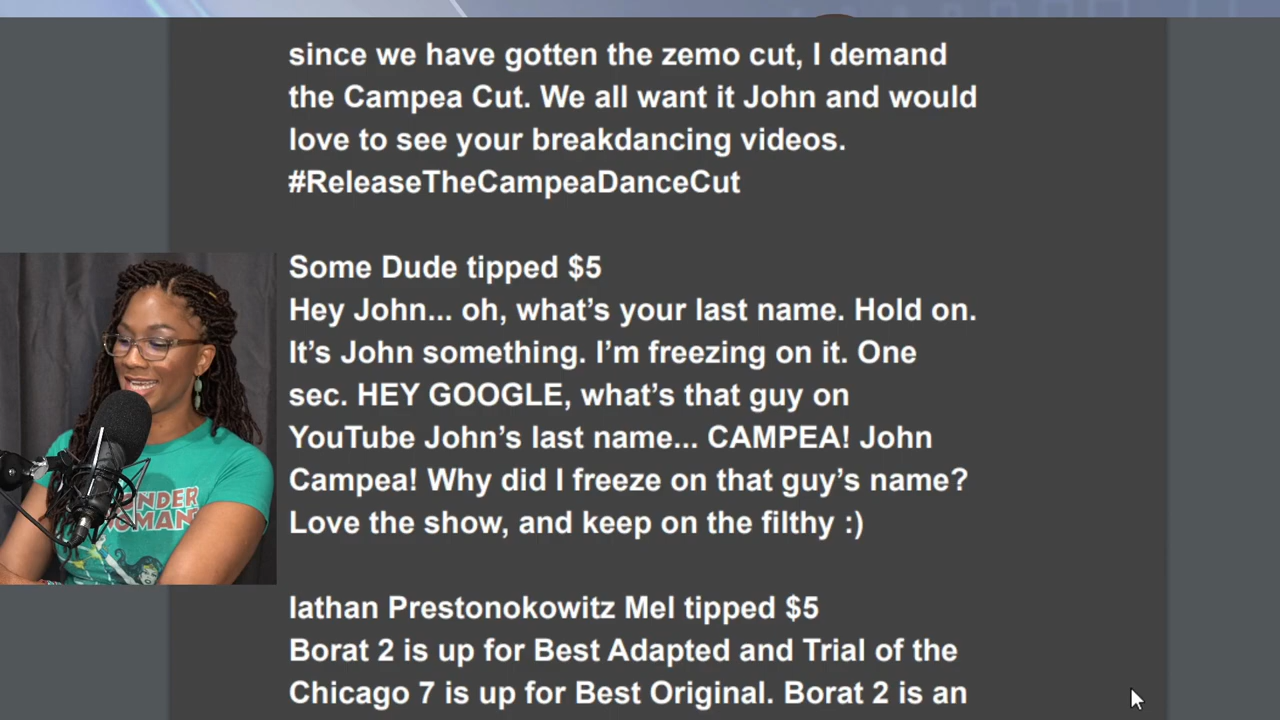 since we have gotten the zemo cut, I demand
the Campea Cut. We all want it John and would
love to see your breakdancing videos.
#ReleaseTheCampeaDanceCut
Some Dude tipped $5
Hey John... oh, what’s your last name. Hold on.
It’s John something. I’m freezing on it. One
sec. HEY GOOGLE, what’s that guy on
YouTube John’s last name... CAMPEA! John
Campea! Why did I freeze on that guy’s name?
Love the show, and keep on the filthy :)
WONDER
WOMAN
Iathan Prestonokowitz Mel tipped $5
Borat 2 is up for Best Adapted and Trial of the
Chicago 7 is up for Best Original. Borat 2 is an